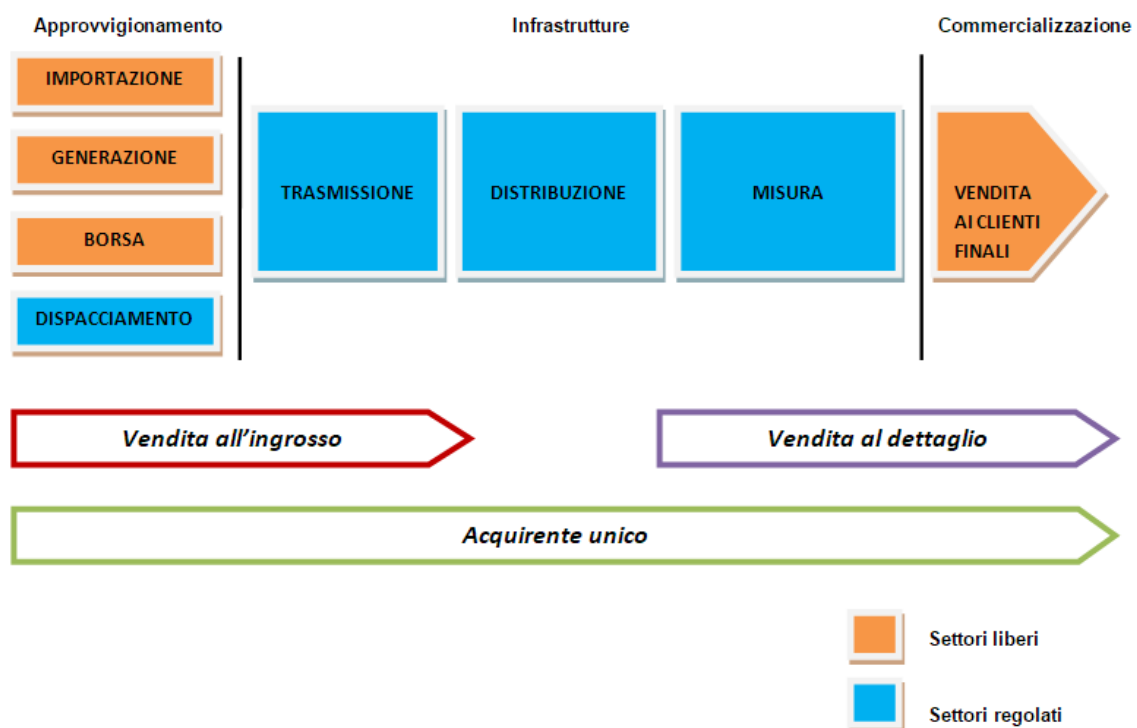 Approvvigionamento
Infrastrutture
Commercializzazione
IMPORTAZIONE
GENERAZIONE
BORSA
DISPACCIAMENTO
TRASMISSIONE
DISTRIBUZIONE
MISURA
VENDITA
AI CLIENTI
FINALI
Vendita all’ingrosso
Vendita al dettaglio
Acquirente unico
Settori liberi
Settori regolati